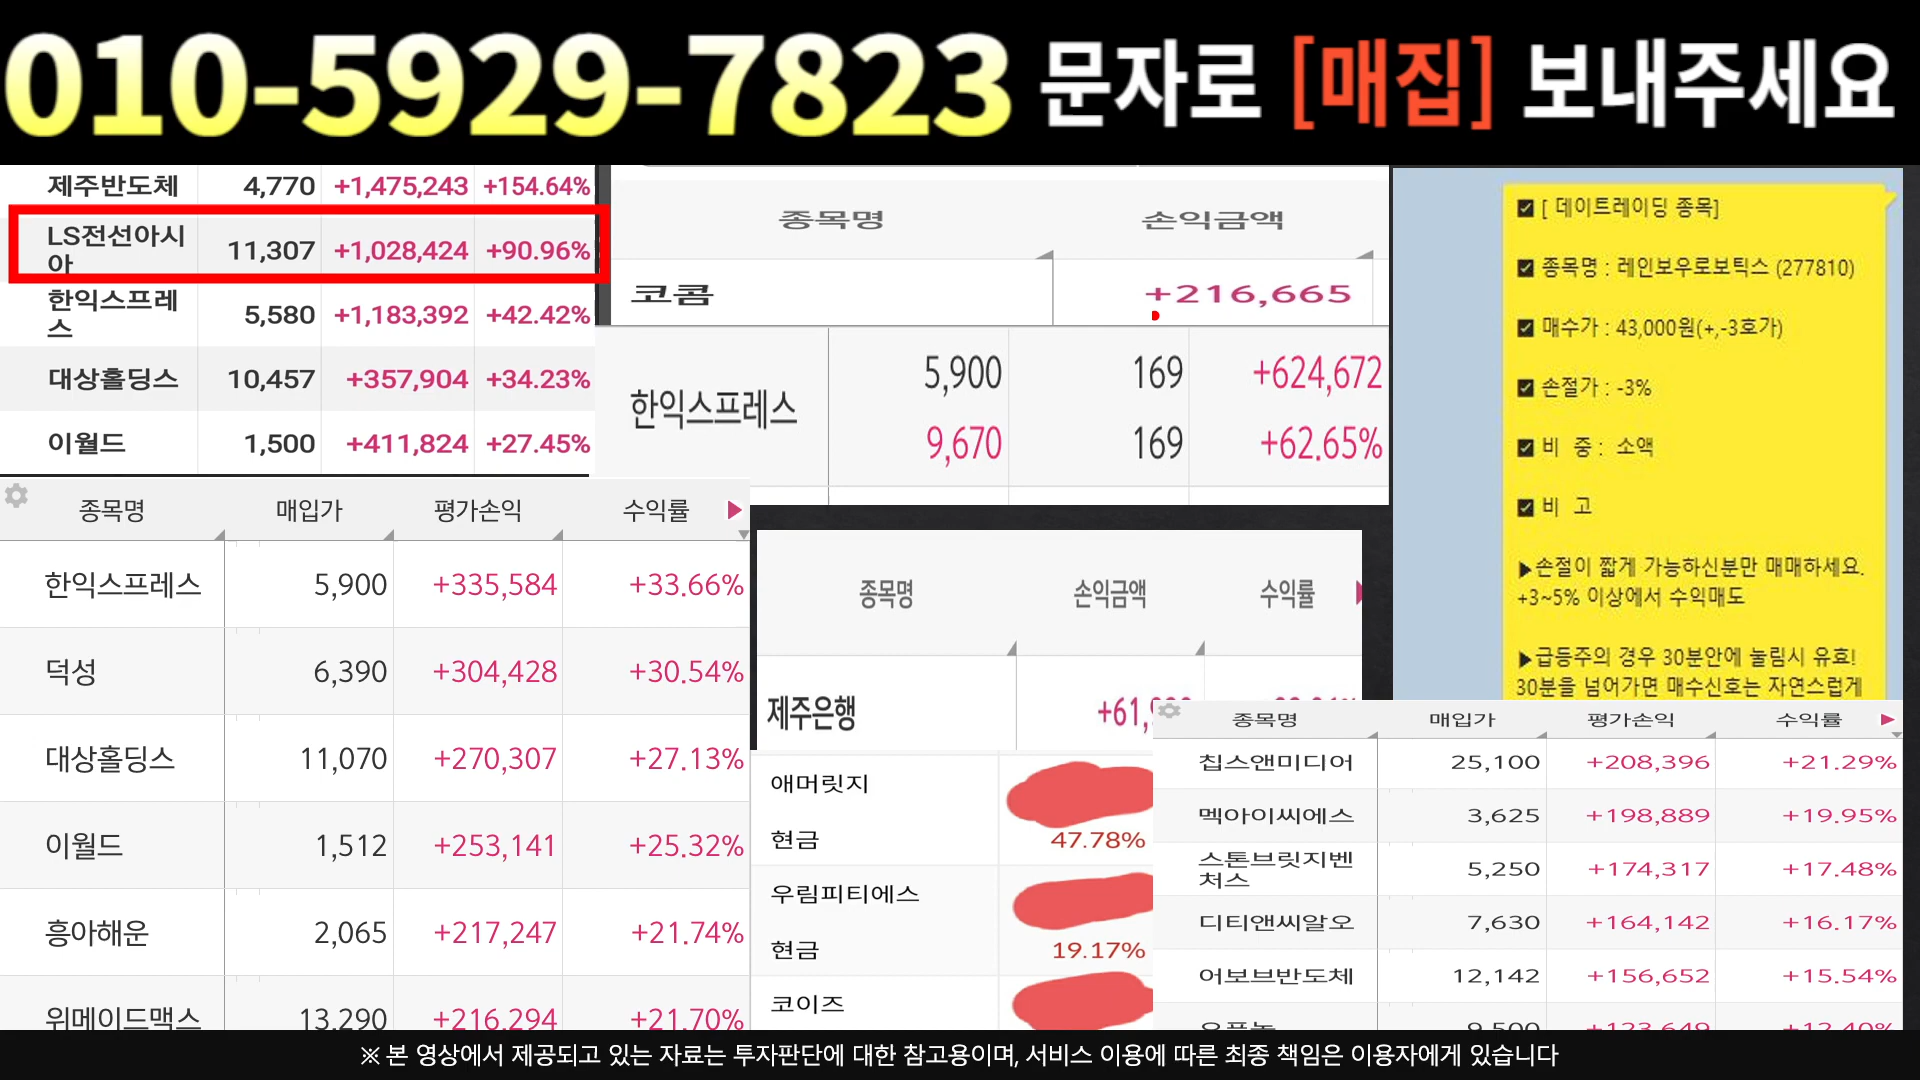 010-5929-7823 문자로 [매집] 보내주세요
제주반도체 4,770 +1,475,243 +154.64%
LS전선아시아 11,307 +1,028,424 +90.96%
한익스프레스 5,580 +1,183,392 +42.42%
대상홀딩스 10,457 +357,904 +34.23%
이월드 1,500 +411,824 +27.45%
종목명 손익금액
코콤 +216,665
한익스프레스 5,900 169 +624,672
9,670 169 +62.65%
☑ [ 데이트레이딩 종목]
☑ 종목명 : 레인보우로보틱스 (277810)
☑ 매수가 : 43,000원(+,-3호가)
☑ 손절가 : -3%
☑ 비 중 : 소액
☑ 비 고
▶손절이 짧게 가능하신분만 매매하세요.
+3~5% 이상에서 수익매도
▶급등주의 경우 30분안에 눌림시 유효!
30분을 넘어가면 매수신호는 자연스럽게
종목명 매입가 평가손익 수익률
한익스프레스 5,900 +335,584 +33.66%
덕성 6,390 +304,428 +30.54%
대상홀딩스 11,070 +270,307 +27.13%
이월드 1,512 +253,141 +25.32%
흥아해운 2,065 +217,247 +21.74%
위메이드맥스 13,290 +216,294 +21.70%
종목명 손익금액 수익률
제주은행 +61,
애머릿지
현금 47.78%
우림피티에스
현금 19.17%
코이즈
종목명 매입가 평가손익 수익률
칩스앤미디어 25,100 +208,396 +21.29%
멕아이씨에스 3,625 +198,889 +19.95%
스톤브릿지벤처스 5,250 +174,317 +17.48%
디티앤씨알오 7,630 +164,142 +16.17%
어보브반도체 12,142 +156,652 +15.54%
※ 본 영상에서 제공되고 있는 자료는 투자판단에 대한 참고용이며, 서비스 이용에 따른 최종 책임은 이용자에게 있습니다